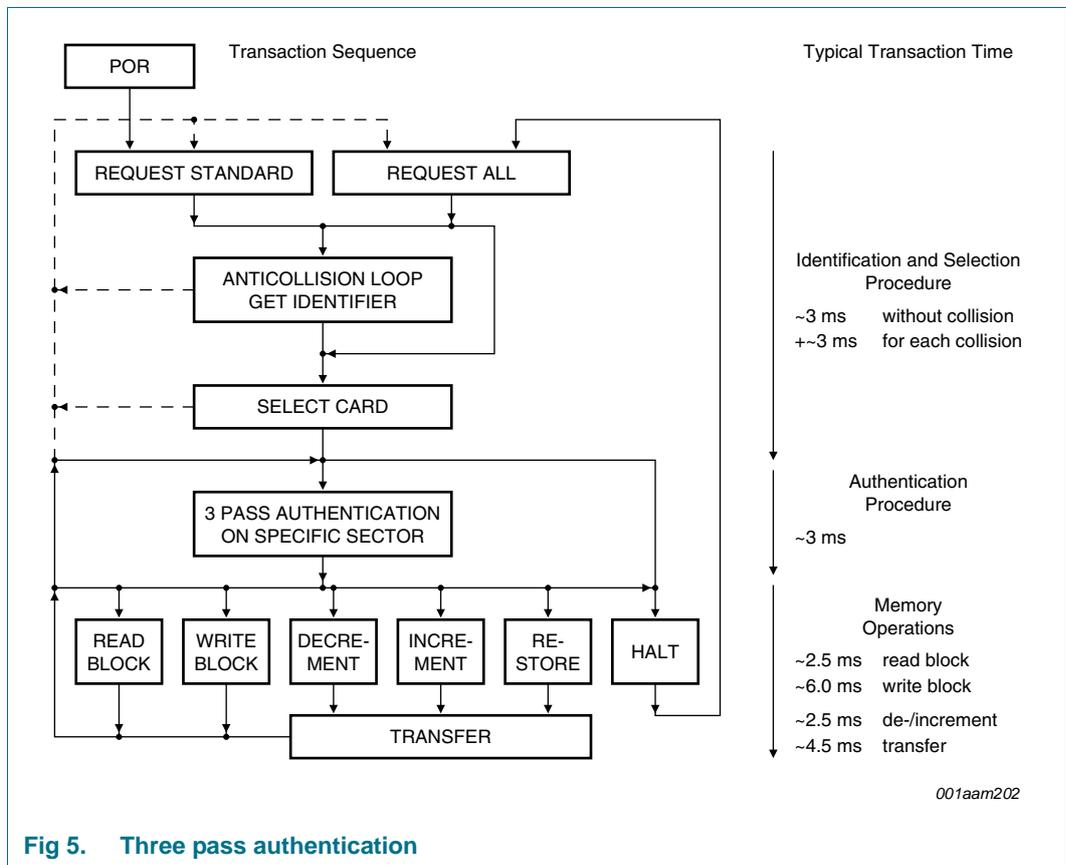 POR
Transaction Sequence
Typical Transaction Time
REQUEST STANDARD
REQUEST ALL
ANTICOLLISION LOOP
GET IDENTIFIER
Identification and Selection
Procedure
~3 ms without collision
+~3 ms for each collision
SELECT CARD
3 PASS AUTHENTICATION
ON SPECIFIC SECTOR
Authentication
Procedure
~3 ms
READ
BLOCK
WRITE
BLOCK
DECRE-
MENT
INCRE-
MENT
RE-
STORE
HALT
Memory
Operations
~2.5 ms read block
~6.0 ms write block
~2.5 ms de-/increment
~4.5 ms transfer
TRANSFER
001aam202
Fig 5. Three pass authentication